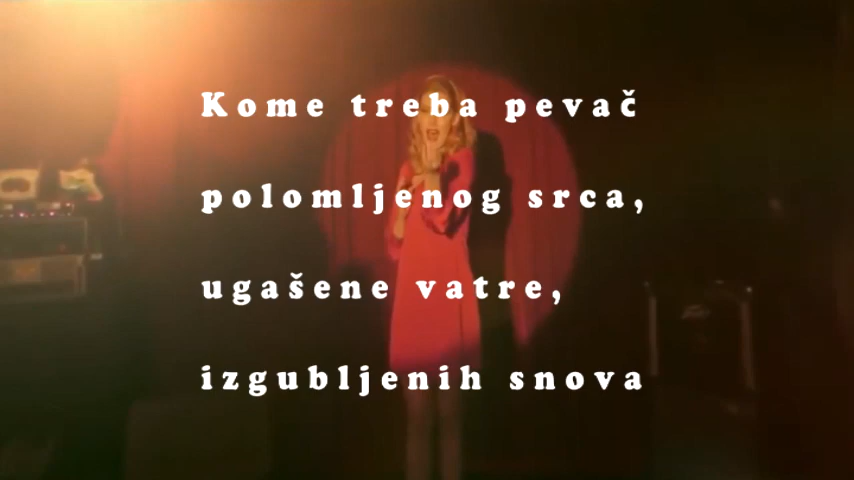 Kome treba pevač
polomljenog srca,
ugašene vatre,
izgubljenih snova